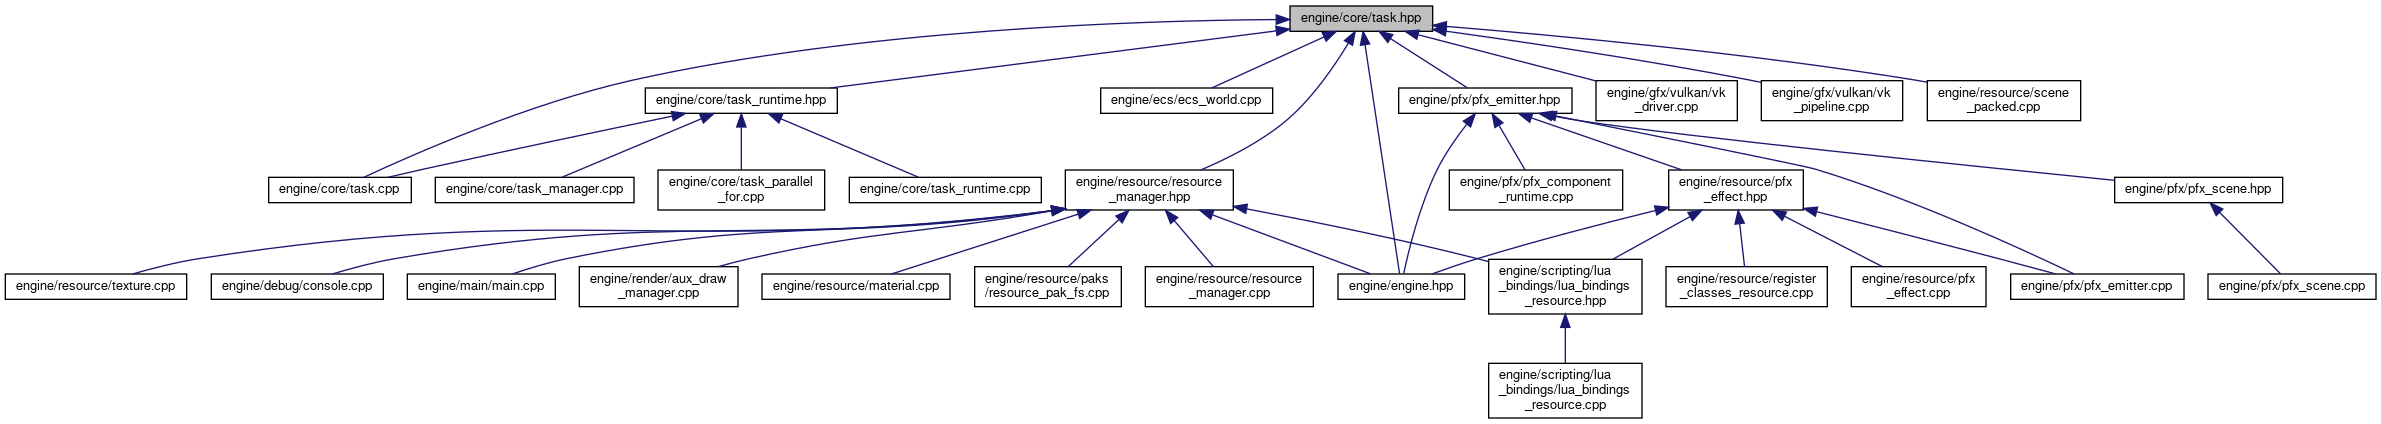 engine/core/task.hpp
engine/core/task_runtime.hpp
engine/ecs/ecs_world.cpp
engine/pfx/pfx_emitter.hpp
engine/gfx/vulkan/vk
_driver.cpp
engine/gfx/vulkan/vk
_pipeline.cpp
engine/resource/scene
_packed.cpp
engine/core/task.cpp
engine/core/task_manager.cpp
engine/core/task_parallel
_for.cpp
engine/core/task_runtime.cpp
engine/resource/resource
_manager.hpp
engine/pfx/pfx_component
_runtime.cpp
engine/resource/pfx
_effect.hpp
engine/pfx/pfx_scene.hpp
engine/resource/texture.cpp
engine/debug/console.cpp
engine/main/main.cpp
engine/render/aux_draw
_manager.cpp
engine/resource/material.cpp
engine/resource/paks
/resource_pak_fs.cpp
engine/resource/resource
_manager.cpp
engine/engine.hpp
engine/scripting/lua
_bindings/lua_bindings
_resource.hpp
engine/resource/register
_classes_resource.cpp
engine/resource/pfx
_effect.cpp
engine/pfx/pfx_emitter.cpp
engine/pfx/pfx_scene.cpp
engine/scripting/lua
_bindings/lua_bindings
_resource.cpp